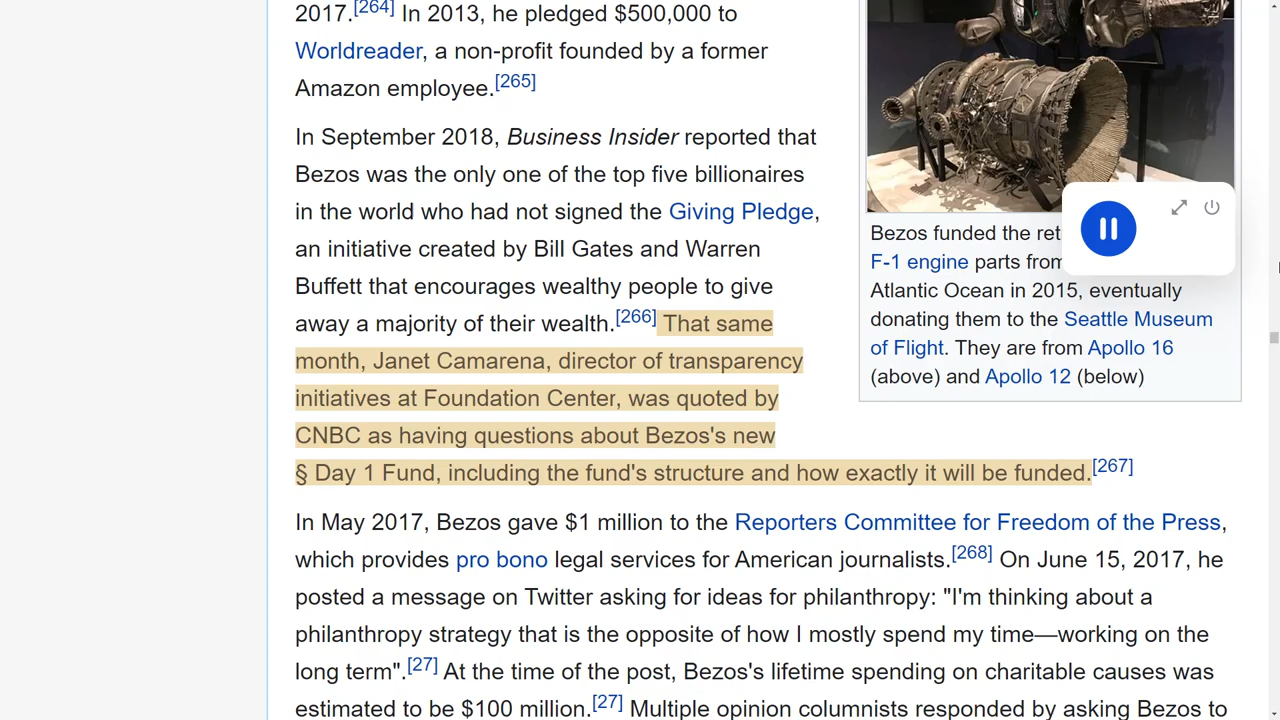 2017.[264] In 2013, he pledged $500,000 to
Worldreader, a non-profit founded by a former
Amazon employee.[265]
In September 2018, Business Insider reported that
Bezos was the only one of the top five billionaires
in the world who had not signed the Giving Pledge,
an initiative created by Bill Gates and Warren
Buffett that encourages wealthy people to give
away a majority of their wealth.[266] That same
month, Janet Camarena, director of transparency
initiatives at Foundation Center, was quoted by
CNBC as having questions about Bezos's new
§ Day 1 Fund, including the fund's structure and how exactly it will be funded.[267]
Bezos funded the
F-1 engine parts from
Atlantic Ocean in 2015, eventually
donating them to the Seattle Museum
of Flight. They are from Apollo 16
(above) and Apollo 12 (below)
In May 2017, Bezos gave $1 million to the Reporters Committee for Freedom of the Press,
which provides pro bono legal services for American journalists.[268] On June 15, 2017, he
posted a message on Twitter asking for ideas for philanthropy: "I'm thinking about a
philanthropy strategy that is the opposite of how I mostly spend my time—working on the
long term".[27] At the time of the post, Bezos's lifetime spending on charitable causes was
estimated to be $100 million.[27] Multiple opinion columnists responded by asking Bezos to